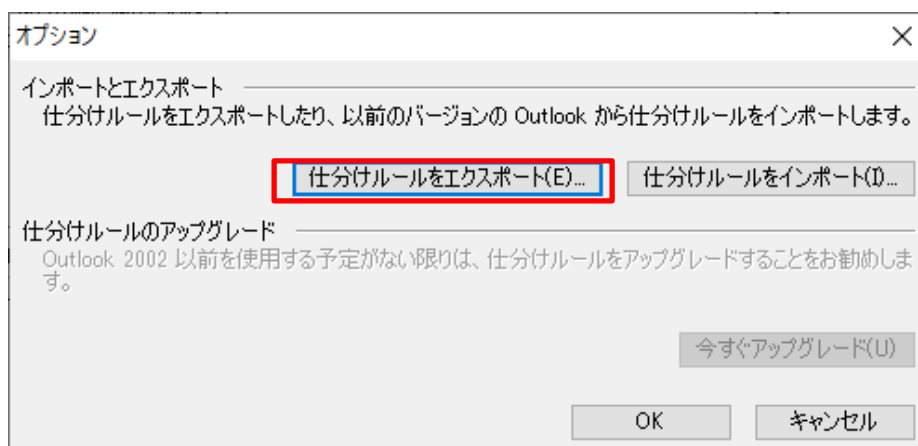 オプション
インポートとエクスポート
仕分けルールをエクスポートしたり、以前のバージョンの Outlook から仕分けルールをインポートします。
仕分けルールをエクスポート(E)... 仕分けルールをインポート(I)...
仕分けルールのアップグレード
Outlook 2002 以前を使用する予定がない限りは、仕分けルールをアップグレードすることをお勧めしま
す。
今すぐアップグレード(U)
OK キャンセル